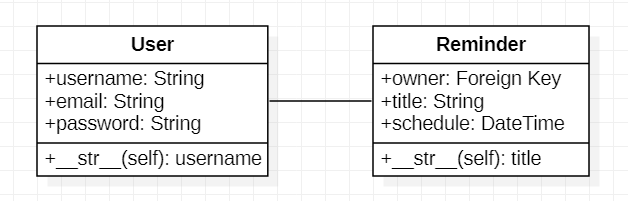 User
+username: String
+email: String
+password: String
+__str__(self): username
Reminder
+owner: Foreign Key
+title: String
+schedule: DateTime
+__str__(self): title